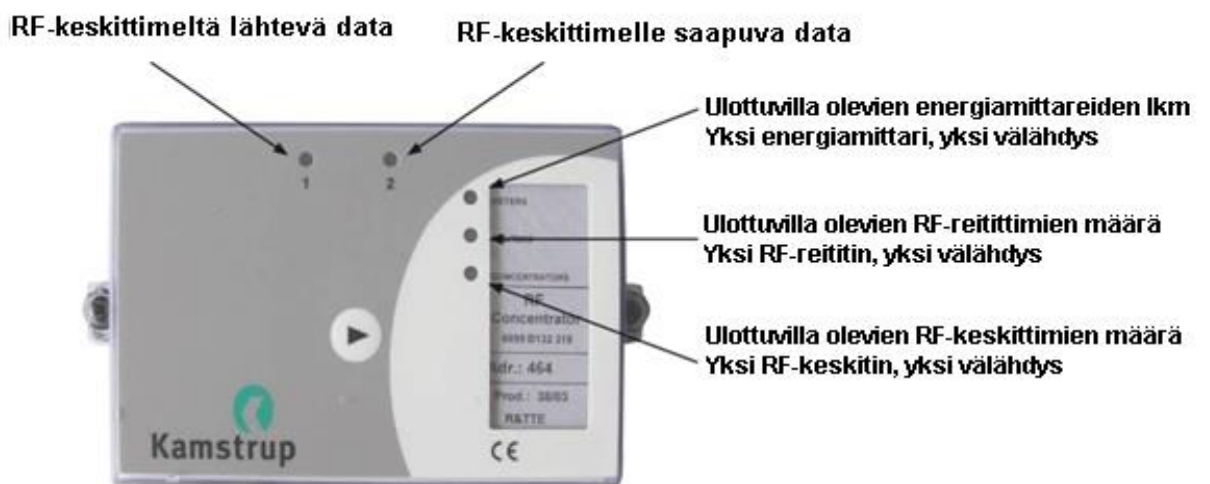 RF-keskittimeltä lähtevä data
RF-keskittimelle saapuva data
Ulottuvilla olevien energiamittareiden lkm
Yksi energiamittari, yksi välähdys
1
2
METERS
Ulottuvilla olevien RF-reitittimien määrä
Yksi RF-reititin, yksi välähdys
CONCENTRATORS
RF
Concentrator
Ulottuvilla olevien RF-keskittimien määrä
Yksi RF-keskitin, yksi välähdys
Adr.: 464
Prod.: 38/03
R&TTE
Kamstrup
CE